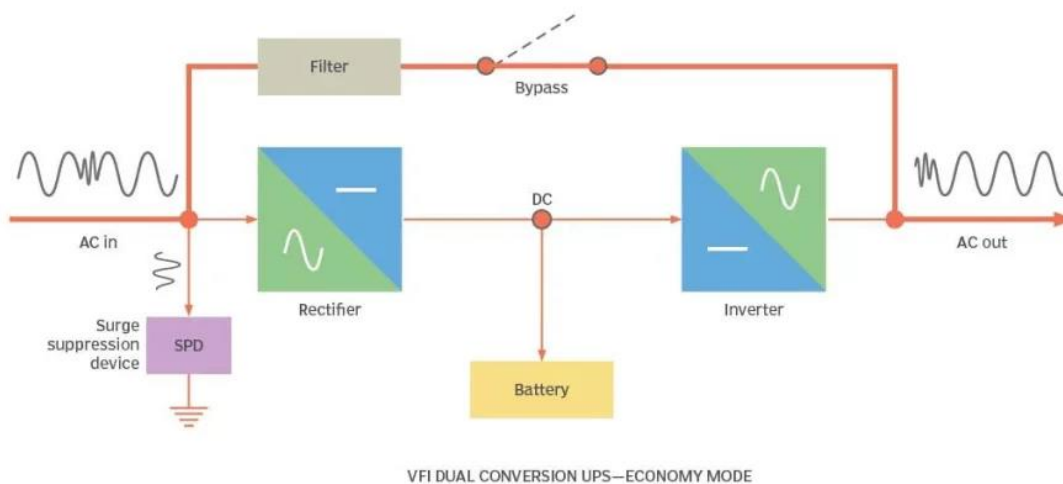 Filter
Bypass
DC
AC in
AC out
Rectifier
Inverter
Surge
suppression
device
SPD
Battery
VFI DUAL CONVERSION UPS—ECONOMY MODE